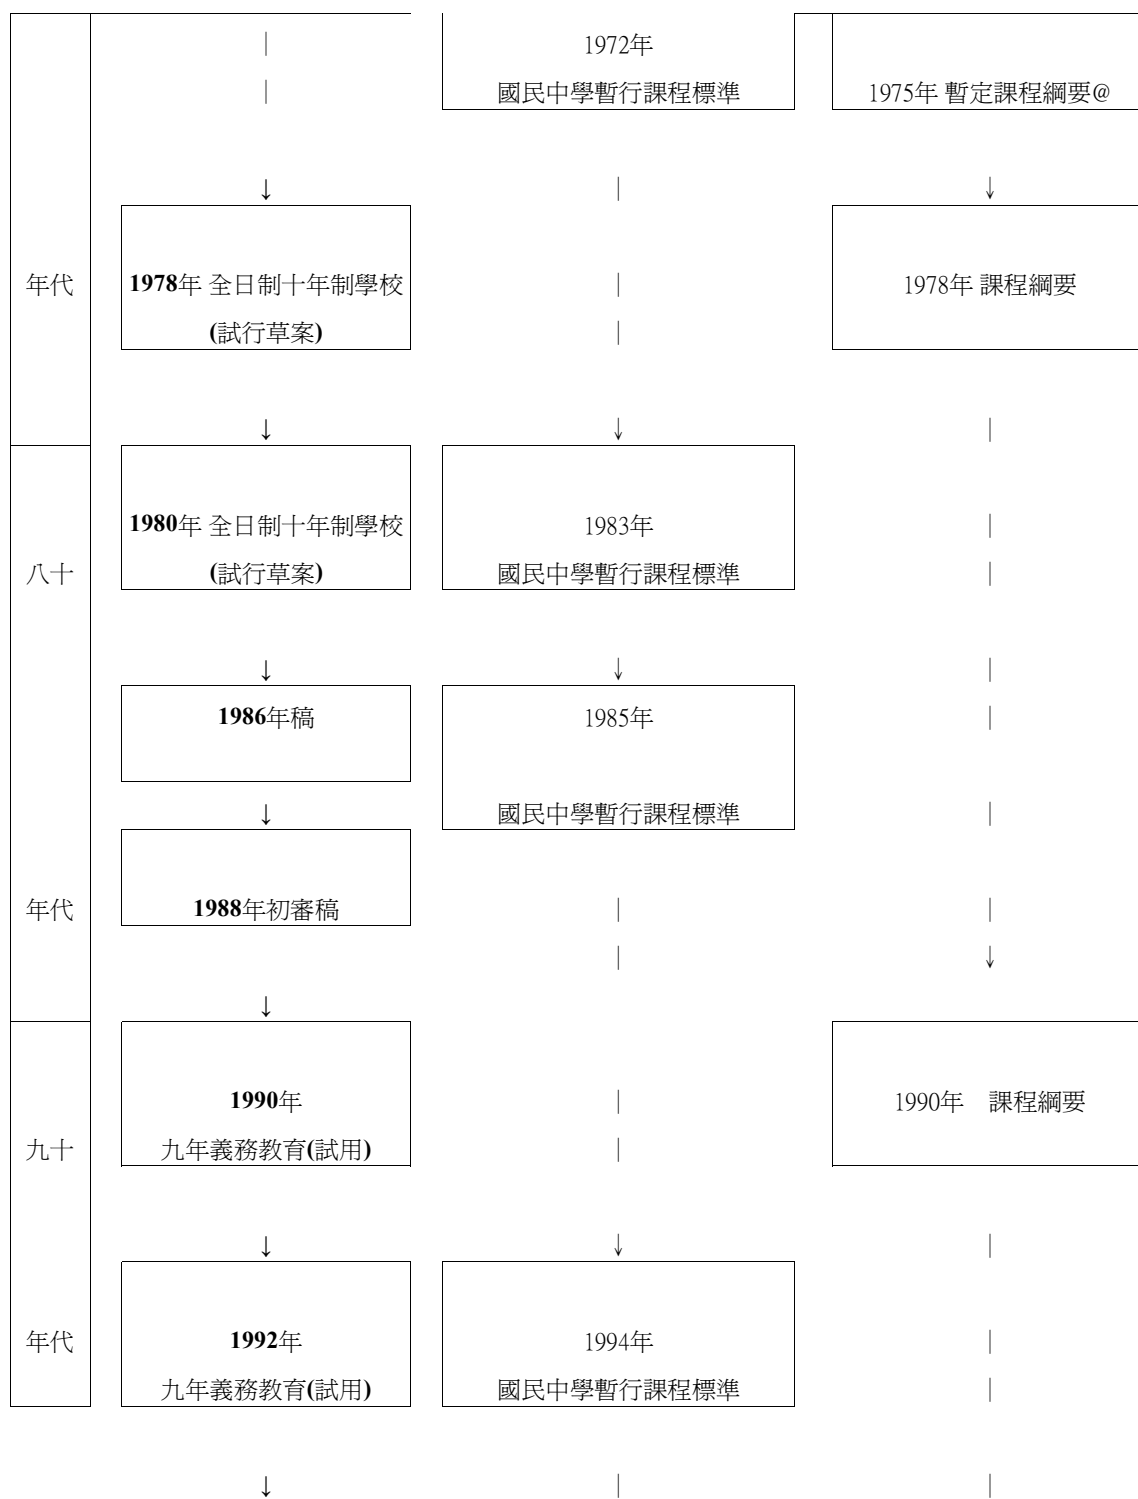 |
1972年
|
國民中學暫行課程標準
1975年 暫定課程綱要@
↓
|
↓
年代
1978年 全日制十年制學校
|
1978年 課程綱要
(試行草案)
|
↓
↓
|
1980年 全日制十年制學校
1983年
|
八十
(試行草案)
國民中學暫行課程標準
|
↓
↓
|
1986年稿
1985年
|
↓
國民中學暫行課程標準
|
年代
1988年初審稿
|
|
|
↓
↓
1990年
|
1990年 課程綱要
九十
九年義務教育(試用)
|
↓
↓
|
年代
1992年
1994年
|
九年義務教育(試用)
國民中學暫行課程標準
|
↓
|
|